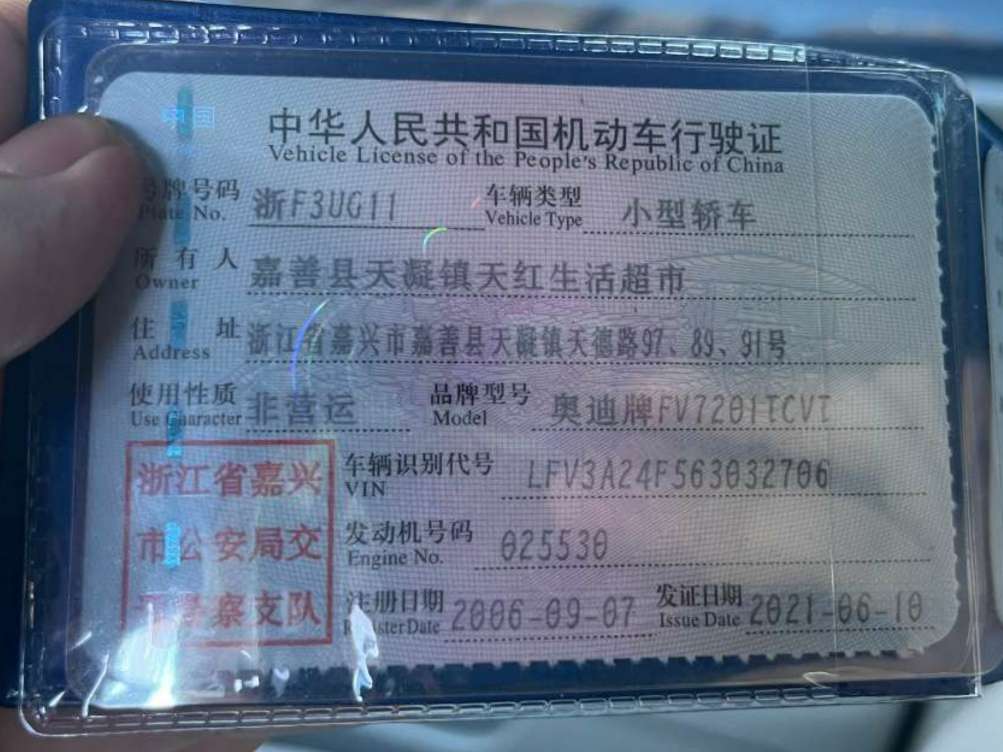 中国
中华人民共和国机动车行驶证
Vehicle License of the People's Republic of China
号牌号码 浙F3UG11 车辆类型 小型轿车
Plate No. Vehicle Type
所有人 嘉善县天凝镇天红生活超市
Owner
住址 浙江省嘉兴市嘉善县天凝镇天德路97、89、91号
Address
使用性质 非营运 品牌型号 奥迪牌FV7201TCVT
Use Character Model
浙江省嘉兴
市公安局交
警察支队
车辆识别代号 LFV3A24F563032706
VIN
发动机号码 025530
Engine No.
注册日期 2006-09-07 发证日期 2021-06-10
Register Date Issue Date